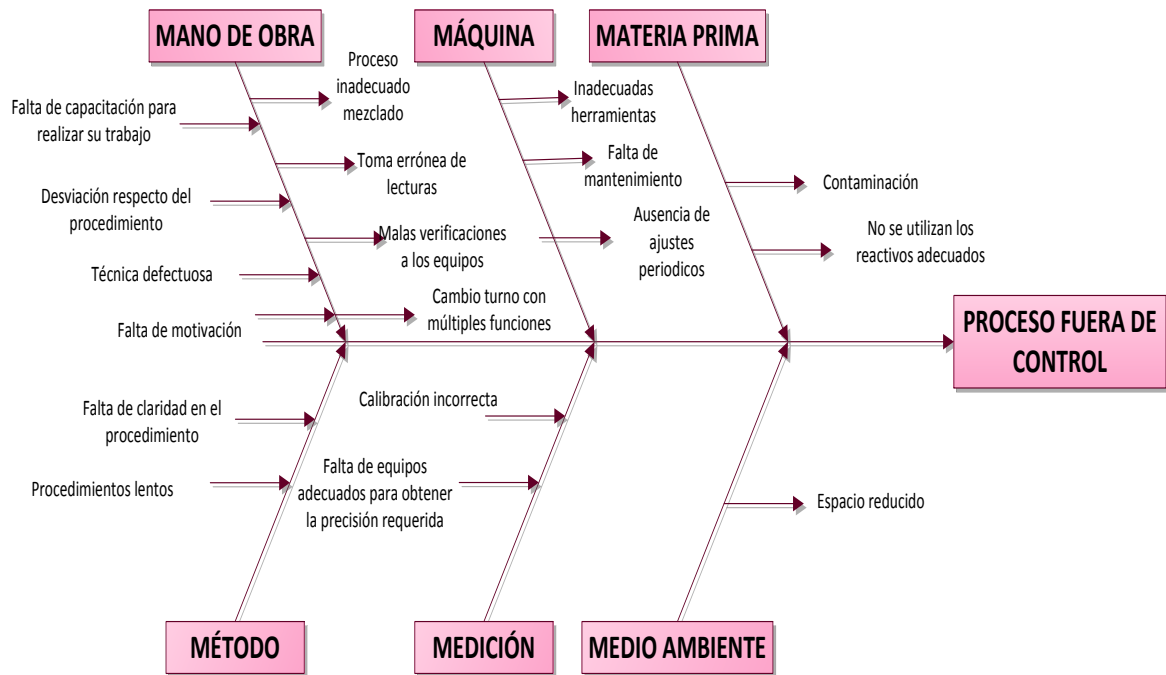 MANO DE OBRA
MÁQUINA
MATERIA PRIMA
Proceso
inadecuado
mezclado
Falta de capacitación para
realizar su trabajo
Toma errónea de
lecturas
Desviación respecto del
procedimiento
Malas verificaciones
a los equipos
Técnica defectuosa
Cambio turno con
múltiples funciones
Falta de motivación
Inadecuadas
herramientas
Falta de
mantenimiento
Ausencia de
ajustes
periodicos
Contaminación
No se utilizan los
reactivos adecuados
PROCESO FUERA DE
CONTROL
Falta de claridad en el
procedimiento
Procedimientos lentos
Calibración incorrecta
Falta de equipos
adecuados para obtener
la precisión requerida
Espacio reducido
MÉTODO
MEDICIÓN
MEDIO AMBIENTE